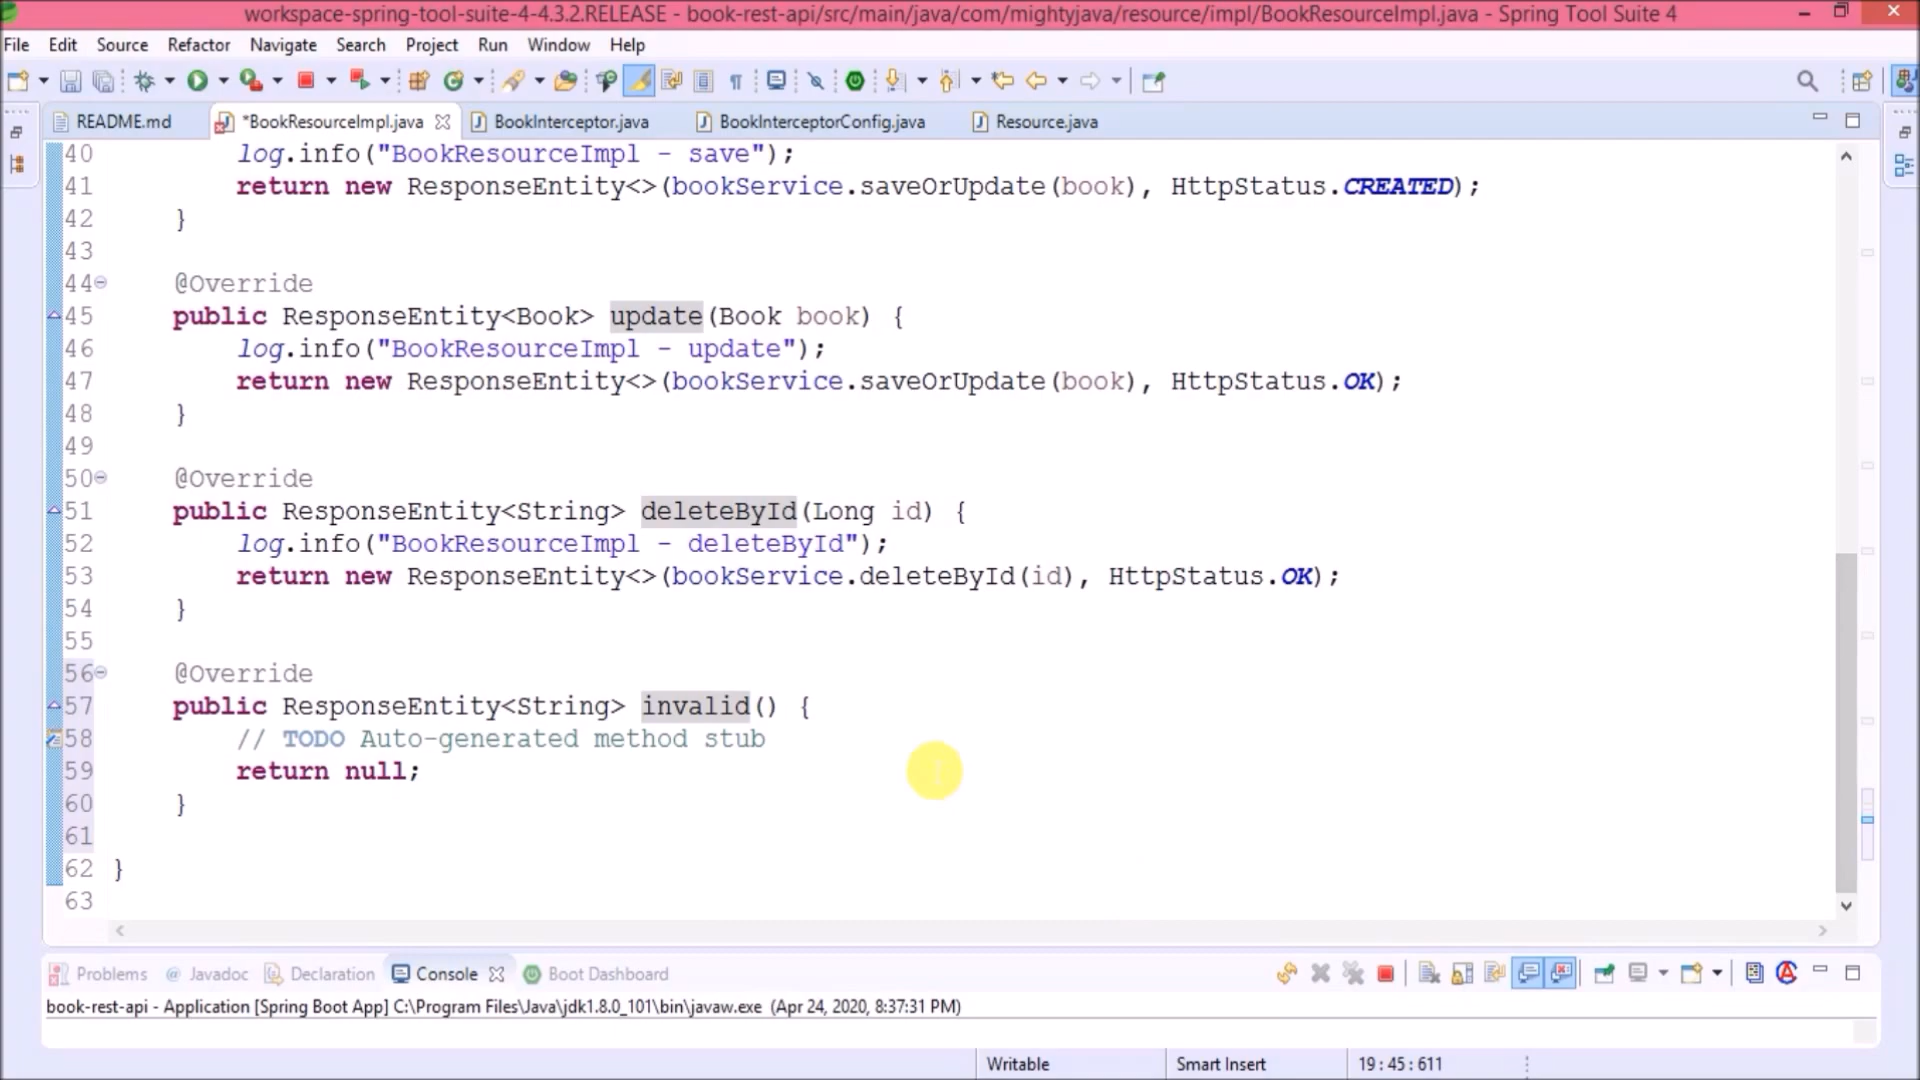 workspace-spring-tool-suite-4-4.3.2.RELEASE - book-rest-api/src/main/java/com/mightyjava/resource/impl/BookResourceImpl.java - Spring Tool Suite 4
File Edit Source Refactor Navigate Search Project Run Window Help
README.md *BookResourceImpl.java BookInterceptor.java BookInterceptorConfig.java Resource.java
40 log.info("BookResourceImpl - save");
41 return new ResponseEntity<>(bookService.saveOrUpdate(book), HttpStatus.CREATED);
42 }
43
44 @Override
45 public ResponseEntity<Book> update(Book book) {
46 log.info("BookResourceImpl - update");
47 return new ResponseEntity<>(bookService.saveOrUpdate(book), HttpStatus.OK);
48 }
49
50 @Override
51 public ResponseEntity<String> deleteById(Long id) {
52 log.info("BookResourceImpl - deleteById");
53 return new ResponseEntity<>(bookService.deleteById(id), HttpStatus.OK);
54 }
55
56 @Override
57 public ResponseEntity<String> invalid() {
58 // TODO Auto-generated method stub
59 return null;
60 }
61
62 }
63
Problems @ Javadoc Declaration Console Boot Dashboard
book-rest-api - Application [Spring Boot App] C:\Program Files\Java\jdk1.8.0_101\bin\javaw.exe (Apr 24, 2020, 8:37:31 PM)
Writable Smart Insert 19 : 45 : 611